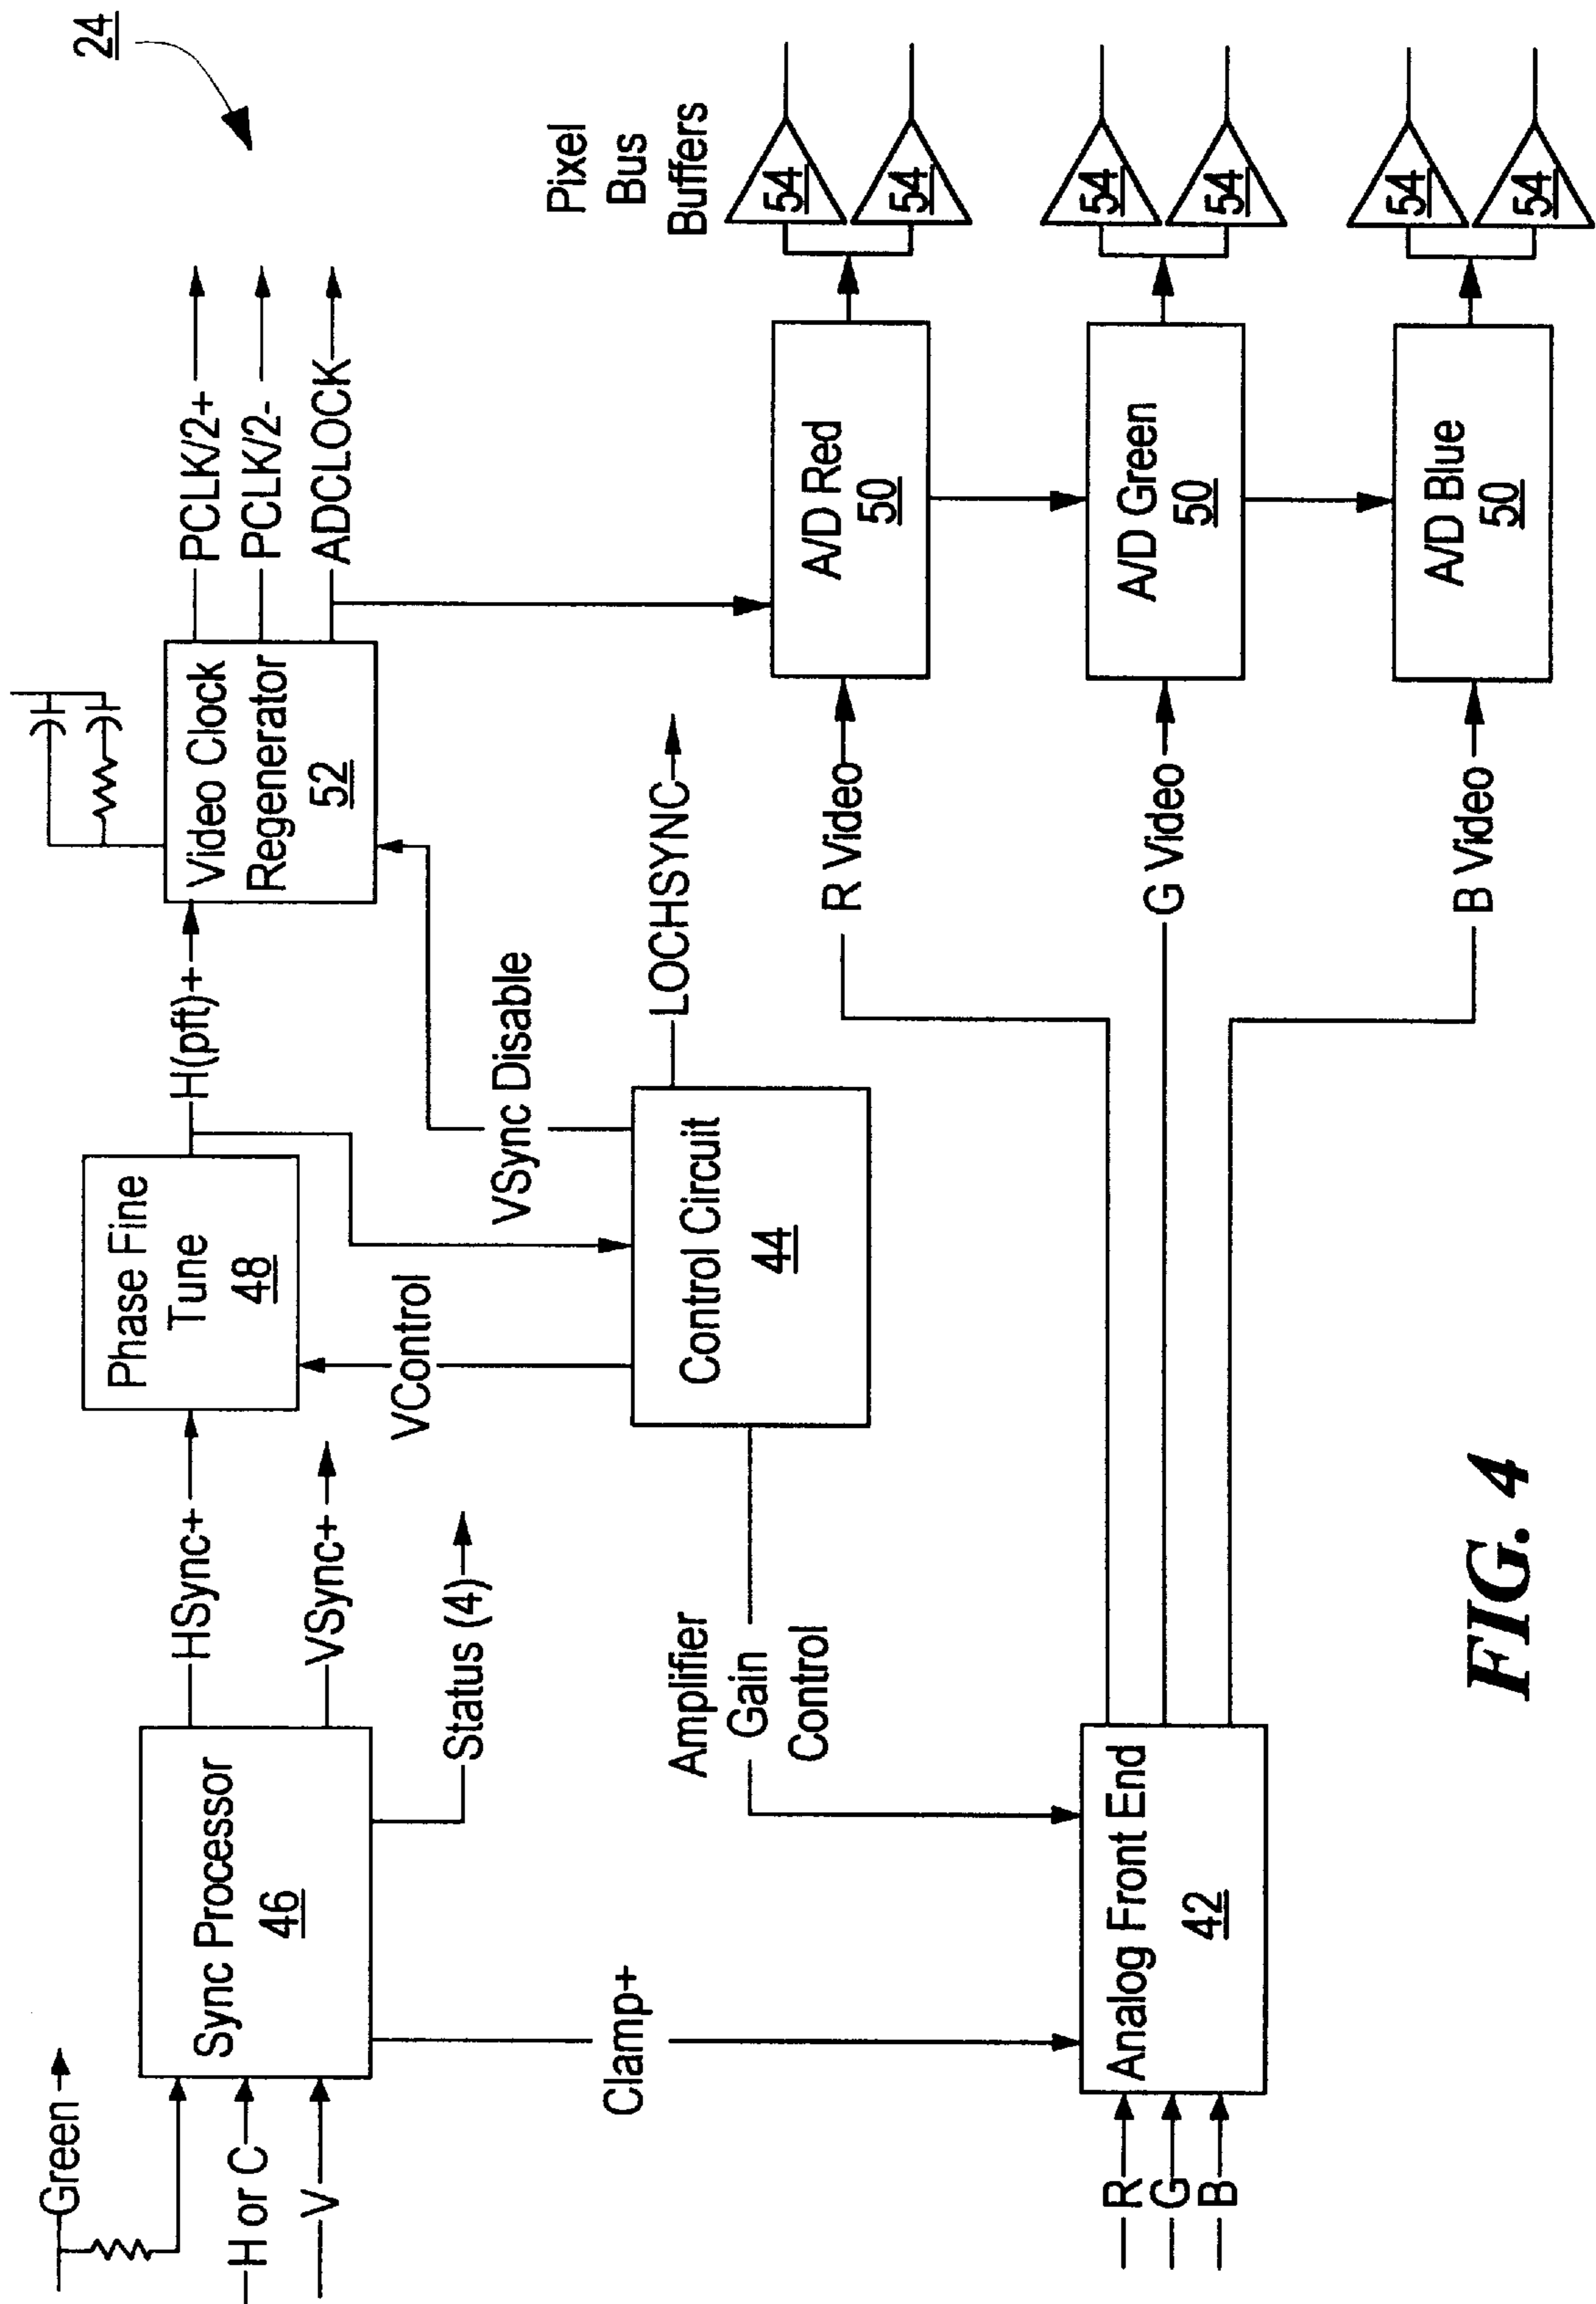 24
Green
H or C
V
Sync Processor
46
HSync+
VSync+
Status (4)
Phase Fine
Tune
48
H(pft)+
Video Clock
Regenerator
52
PCLK/2+
PCLK/2-
ADCLOCK
VControl
VSync Disable
Control Circuit
44
LOCHSYNC
Amplifier
Gain
Control
Clamp+
R
G
B
Analog Front End
42
R Video
G Video
B Video
A/D Red
50
A/D Green
50
A/D Blue
50
Pixel
Bus
Buffers
54
54
54
54
54
54
FIG. 4